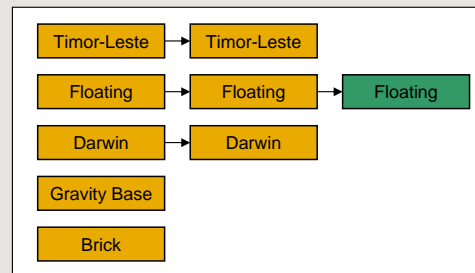 Timor-Leste Timor-Leste
Floating Floating Floating
Darwin Darwin
Gravity Base
Brick